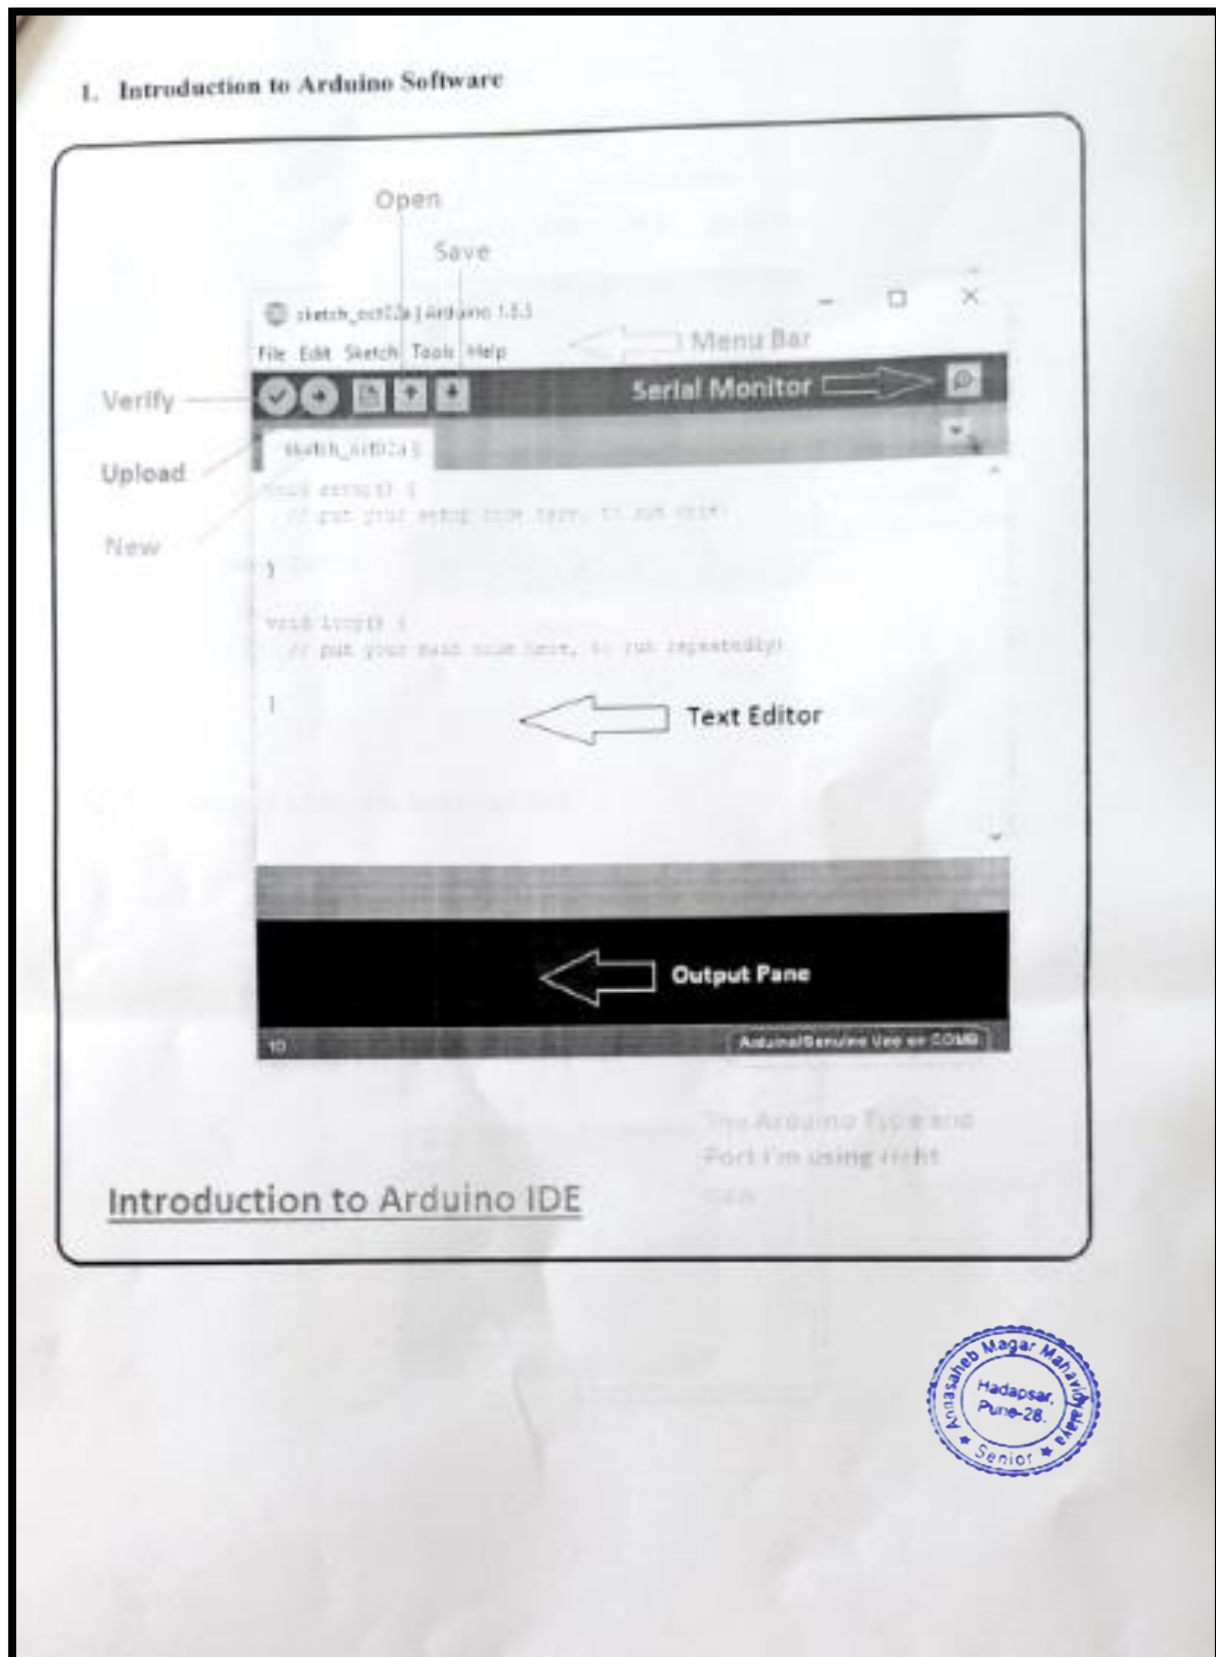 1. Introduction to Arduino Software
Open
Save
sketch_oct02a | Arduino 1.8.5
File Edit Sketch Tools Help
Menu Bar
Verify
Serial Monitor
Upload
sketch_oct02a §
New
void setup() {
// put your setup code here, to run once:
}
void loop() {
// put your main code here, to run repeatedly:
}
Text Editor
Output Pane
10
Arduino/Genuino Uno on
The Arduino Type and
Port I'm using right
Introduction to Arduino IDE
Annasaheb Magar Mahavidyalaya
Hadapsar,
Pune-28.
★ Senior ★